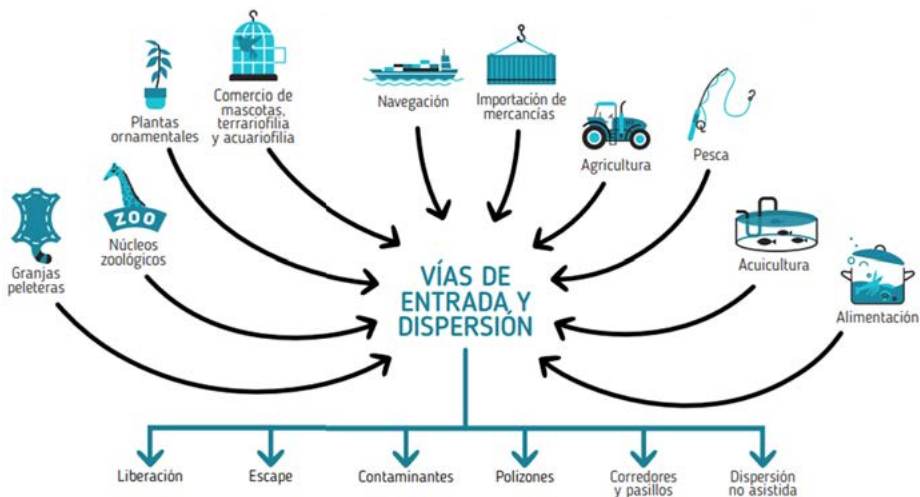 Plantas
ornamentales
Comercio de
mascotas,
terrariofilia
y acuariofilia
Navegación
Importación de
mercancías
Agricultura
Pesca
Granjas
peleteras
ZOO
Núcleos
zoológicos
Acuicultura
Alimentación
VÍAS DE
ENTRADA Y
DISPERSIÓN
Liberación
Escape
Contaminantes
Polizones
Corredores
y pasillos
Dispersión
no asistida